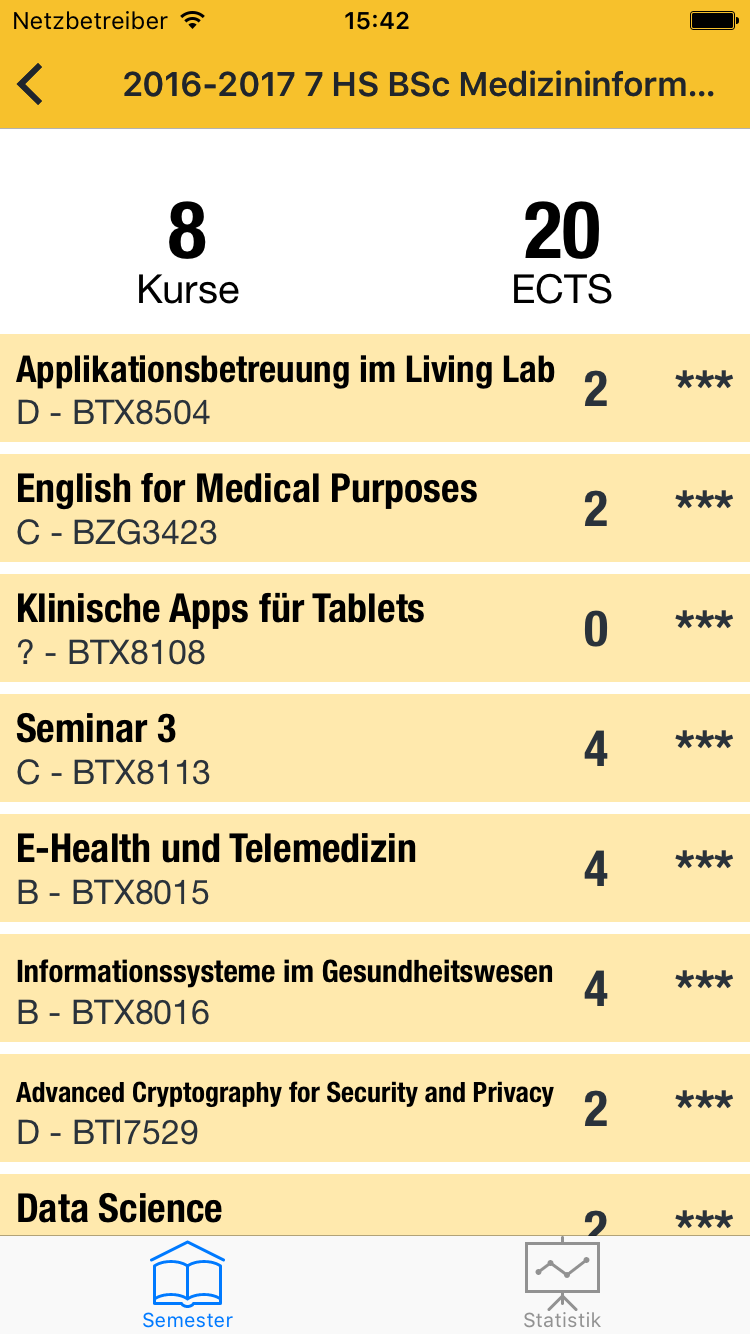 Netzbetreiber 15:42
2016-2017 7 HS BSc Medizininform...
8 20
Kurse ECTS
Applikationsbetreuung im Living Lab 2 ***
D - BTX8504
English for Medical Purposes 2 ***
C - BZG3423
Klinische Apps für Tablets 0 ***
? - BTX8108
Seminar 3 4 ***
C - BTX8113
E-Health und Telemedizin 4 ***
B - BTX8015
Informationssysteme im Gesundheitswesen 4 ***
B - BTX8016
Advanced Cryptography for Security and Privacy 2 ***
D - BTI7529
Data Science 2 ***
Semester Statistik